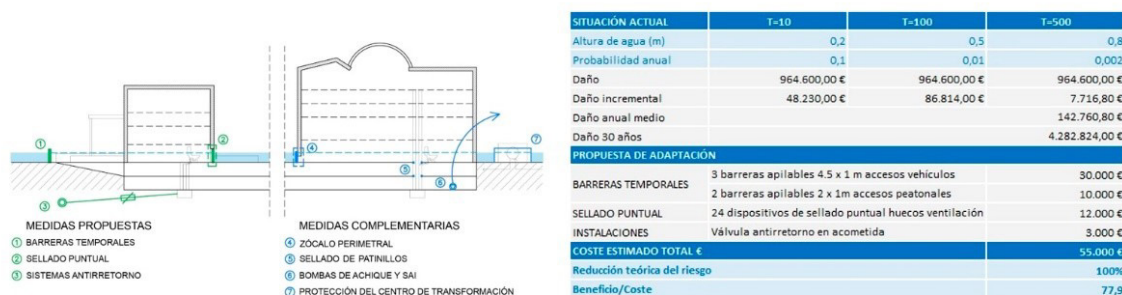 1
2
3
4
5
6
7
MEDIDAS PROPUESTAS
1 BARRERAS TEMPORALES
2 SELLADO PUNTUAL
3 SISTEMAS ANTIRRETORNO
MEDIDAS COMPLEMENTARIAS
4 ZÓCALO PERIMETRAL
5 SELLADO DE PATINILLOS
6 BOMBAS DE ACHIQUE Y SAI
7 PROTECCIÓN DEL CENTRO DE TRANSFORMACIÓN
SITUACIÓN ACTUAL T=10 T=100 T=500
Altura de agua (m) 0,2 0,5 0,8
Probabilidad anual 0,1 0,01 0,002
Daño 964.600,00 € 964.600,00 € 964.600,00 €
Daño incremental 48.230,00 € 86.814,00 € 7.716,80 €
Daño anual medio 142.760,80 €
Daño 30 años 4.282.824,00 €
PROPUESTA DE ADAPTACIÓN
BARRERAS TEMPORALES
3 barreras apilables 4.5 x 1 m accesos vehículos 30.000 €
2 barreras apilables 2 x 1m accesos peatonales 10.000 €
SELLADO PUNTUAL 24 dispositivos de sellado puntual huecos ventilación 12.000 €
INSTALACIONES Válvula antirretorno en acometida 3.000 €
COSTE ESTIMADO TOTAL € 55.000 €
Reducción teórica del riesgo 100%
Beneficio/Coste 77,9